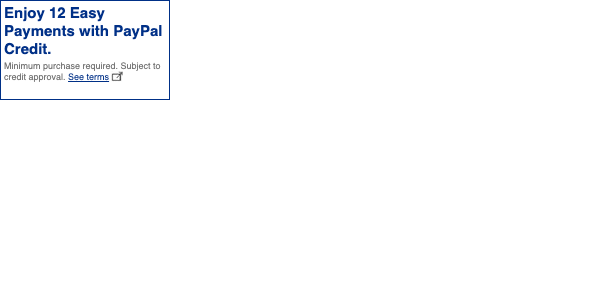 Enjoy 12 Easy
Payments with PayPal
Credit.
Minimum purchase required. Subject to
credit approval. See terms